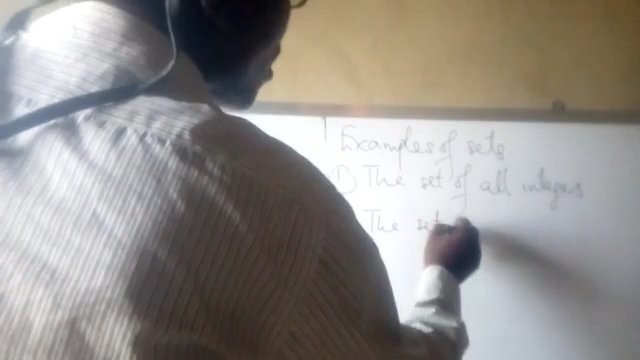 Examples of sets
1) The set of all integers
The set